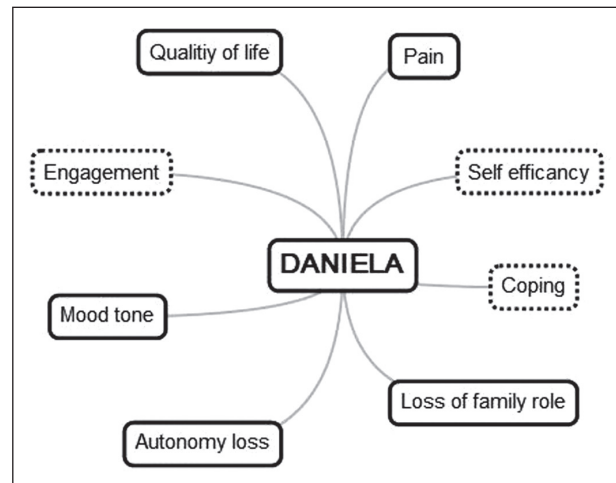 Qualitiy of life
Pain
Engagement
Self efficancy
DANIELA
Coping
Mood tone
Loss of family role
Autonomy loss